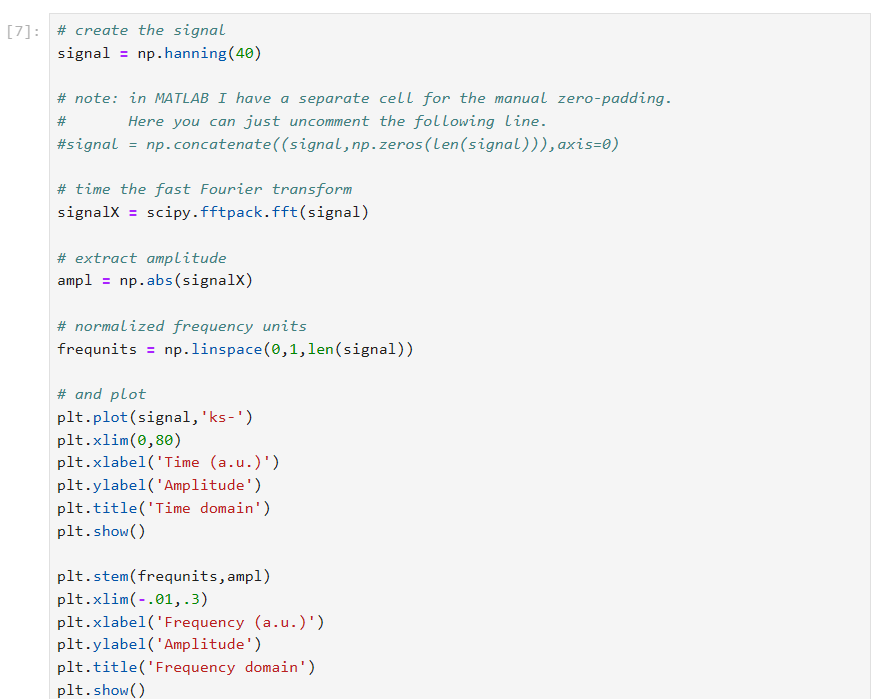 [7]:
# create the signal
signal = np.hanning(40)
# note: in MATLAB I have a separate cell for the manual zero-padding.
#       Here you can just uncomment the following line.
#signal = np.concatenate((signal,np.zeros(len(signal))),axis=0)
# time the fast Fourier transform
signalX = scipy.fftpack.fft(signal)
# extract amplitude
ampl = np.abs(signalX)
# normalized frequency units
frequnits = np.linspace(0,1,len(signal))
# and plot
plt.plot(signal,'ks-')
plt.xlim(0,80)
plt.xlabel('Time (a.u.)')
plt.ylabel('Amplitude')
plt.title('Time domain')
plt.show()
plt.stem(frequnits,ampl)
plt.xlim(-.01,.3)
plt.xlabel('Frequency (a.u.)')
plt.ylabel('Amplitude')
plt.title('Frequency domain')
plt.show()